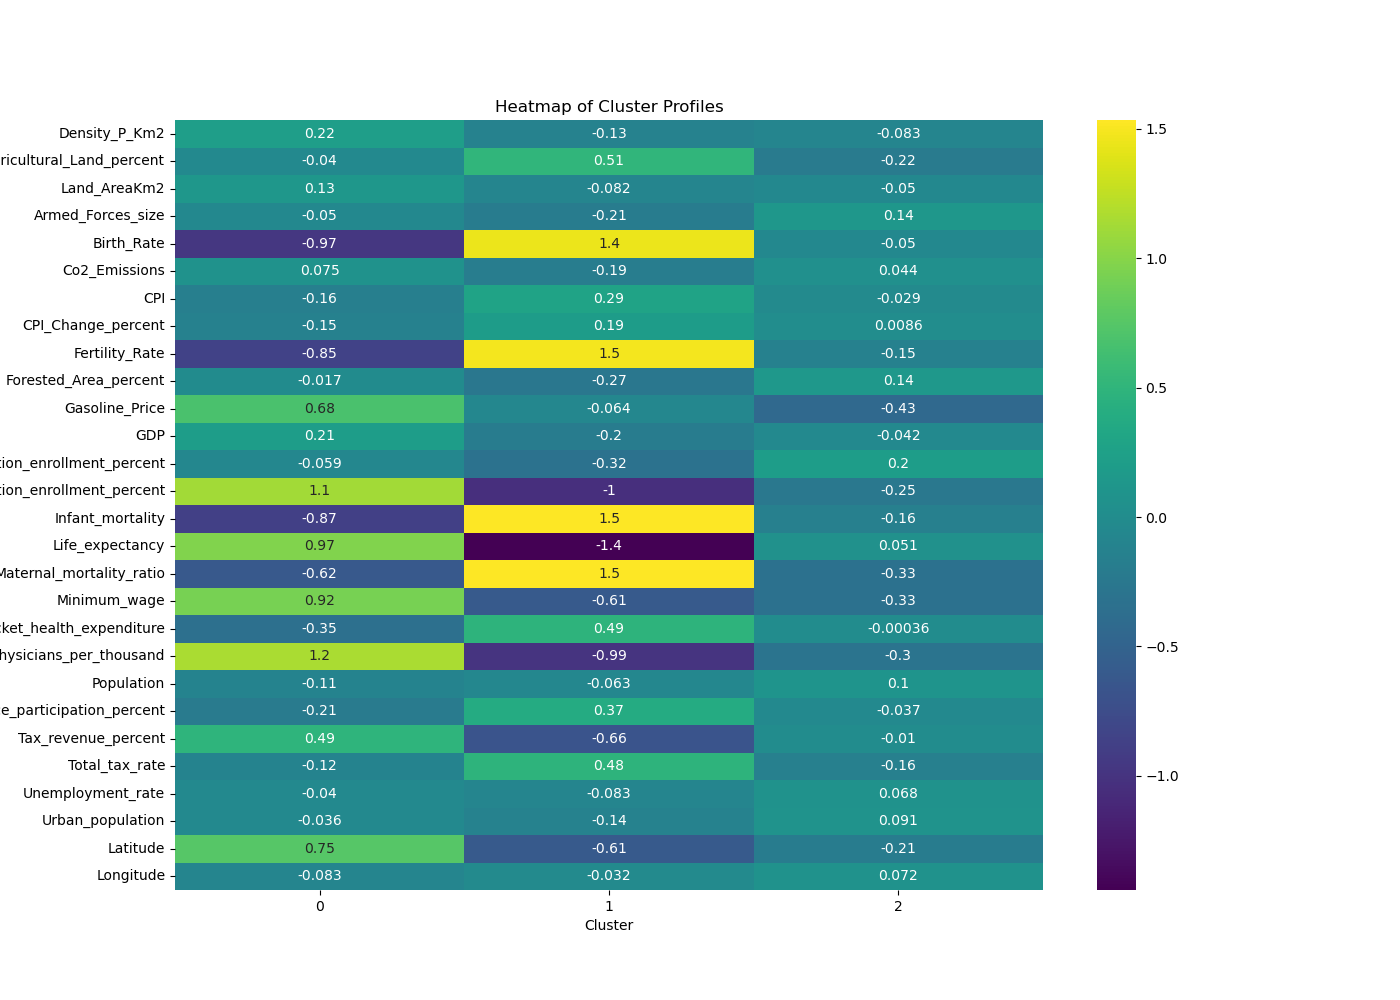 Heatmap of Cluster Profiles
Density_P_Km2 0.22 -0.13 -0.083
ricultural_Land_percent -0.04 0.51 -0.22
Land_AreaKm2 0.13 -0.082 -0.05
Armed_Forces_size -0.05 -0.21 0.14
Birth_Rate -0.97 1.4 -0.05
Co2_Emissions 0.075 -0.19 0.044
CPI -0.16 0.29 -0.029
CPI_Change_percent -0.15 0.19 0.0086
Fertility_Rate -0.85 1.5 -0.15
Forested_Area_percent -0.017 -0.27 0.14
Gasoline_Price 0.68 -0.064 -0.43
GDP 0.21 -0.2 -0.042
tion_enrollment_percent -0.059 -0.32 0.2
tion_enrollment_percent 1.1 -1 -0.25
Infant_mortality -0.87 1.5 -0.16
Life_expectancy 0.97 -1.4 0.051
Maternal_mortality_ratio -0.62 1.5 -0.33
Minimum_wage 0.92 -0.61 -0.33
cket_health_expenditure -0.35 0.49 -0.00036
hysicians_per_thousand 1.2 -0.99 -0.3
Population -0.11 -0.063 0.1
e_participation_percent -0.21 0.37 -0.037
Tax_revenue_percent 0.49 -0.66 -0.01
Total_tax_rate -0.12 0.48 -0.16
Unemployment_rate -0.04 -0.083 0.068
Urban_population -0.036 -0.14 0.091
Latitude 0.75 -0.61 -0.21
Longitude -0.083 -0.032 0.072
0 1 2
Cluster
1.5
1.0
0.5
0.0
−0.5
−1.0